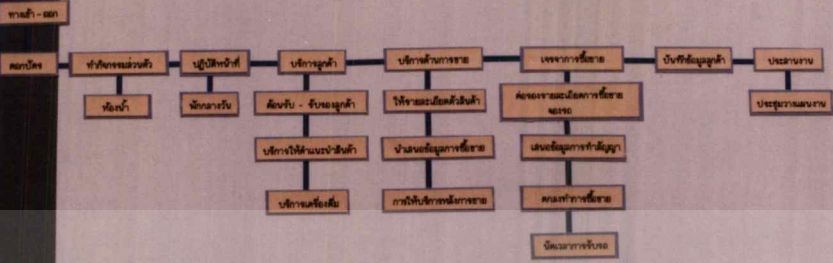 ทางเข้า - ออก
ตอกบัตร
ทำกิจกรรมส่วนตัว
ปฏิบัติหน้าที่
บริการลูกค้า
บริการด้านการขาย
เจรจาการซื้อขาย
บันทึกข้อมูลลูกค้า
ประสานงาน
ห้องน้ำ
พักกลางวัน
ต้อนรับ - รับรองลูกค้า
ให้รายละเอียดตัวสินค้า
ต่อรองรายละเอียดการซื้อขาย
จองรถ
ประชุมวางแผนงาน
บริการให้คำแนะนำสินค้า
นำเสนอข้อมูลการซื้อขาย
เสนอข้อมูลการทำสัญญา
บริการเครื่องดื่ม
การให้บริการหลังการขาย
ตกลงทำการซื้อขาย
นัดเวลาการรับรถ